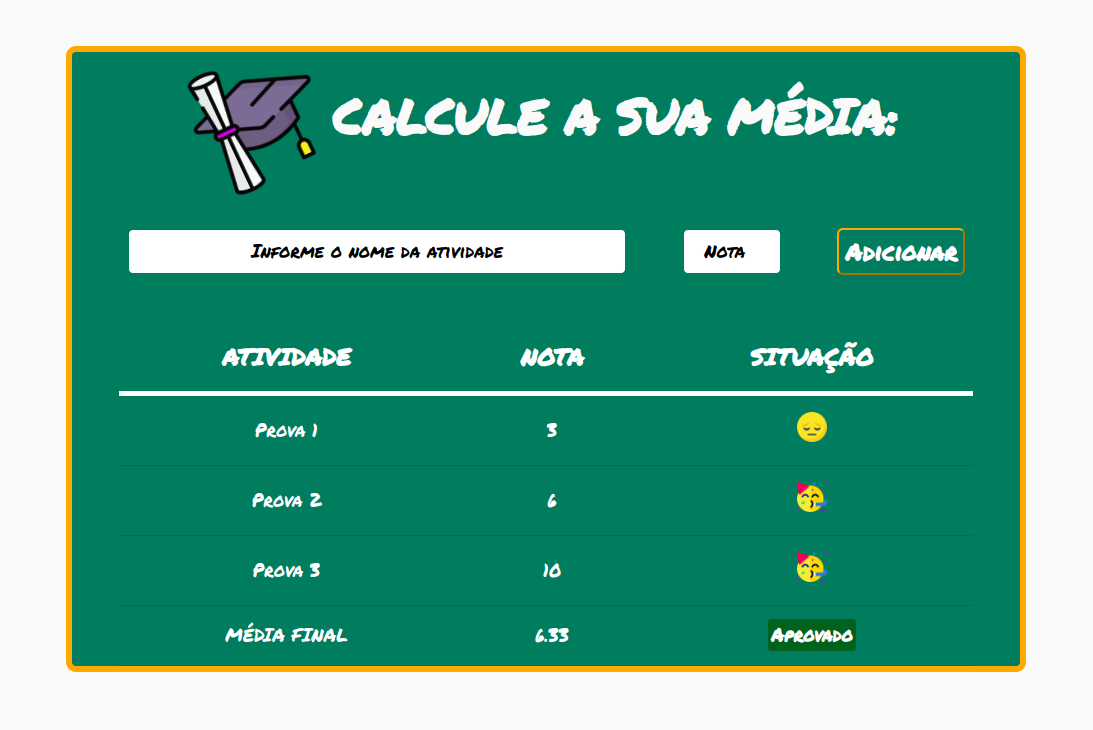 CALCULE A SUA MÉDIA:
Informe o nome da atividade Nota Adicionar
ATIVIDADE NOTA SITUAÇÃO
Prova 1 3
Prova 2 6
Prova 3 10
MÉDIA FINAL 6.33 Aprovado